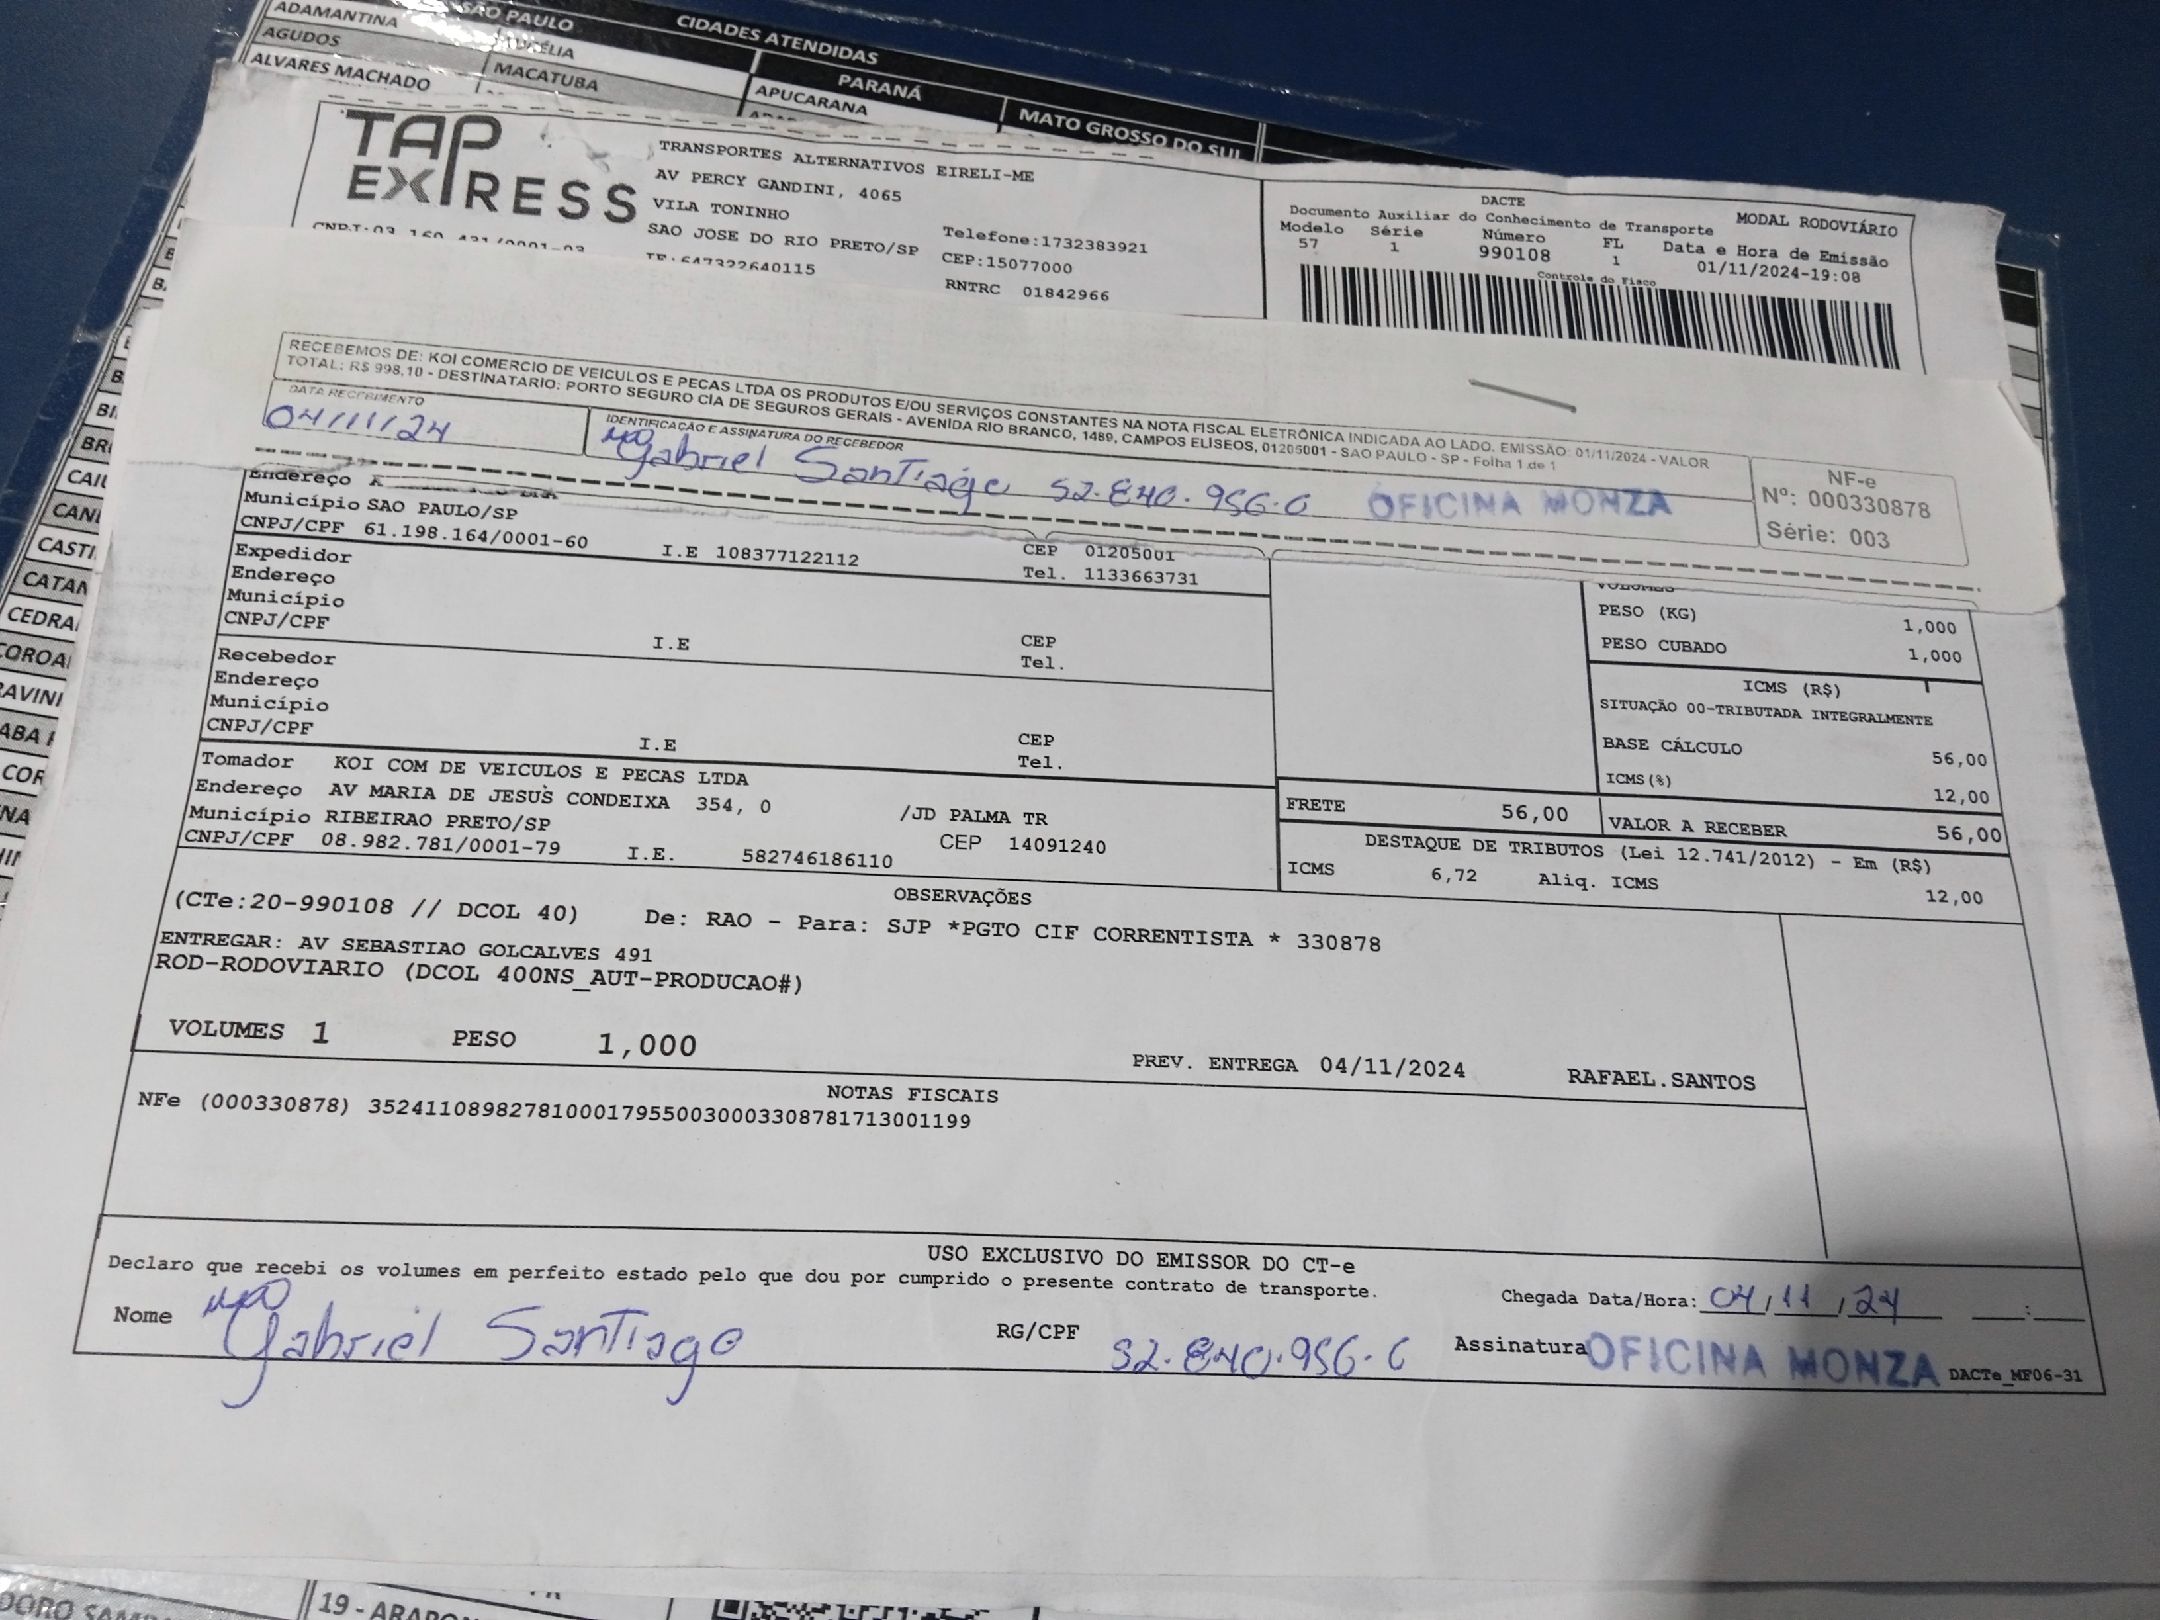 ADAMANTINA
SÃO PAULO
CIDADES ATENDIDAS
AGUDOS
MACATUBA
PARANÁ
ALVARES MACHADO
APUCARANA
MATO GROSSO DO SUL
TAP EXPRESS
TRANSPORTES ALTERNATIVOS EIRELI-ME
AV PERCY GANDINI, 4065
VILA TONINHO
SAO JOSE DO RIO PRETO/SP
Telefone:1732383921
CEP:15077000
IE:647322640115
RNTRC 01842966
DACTE
Documento Auxiliar do Conhecimento de Transporte
MODAL RODOVIÁRIO
Modelo Série Número FL Data e Hora de Emissão
57 1 990108 1 01/11/2024-19:08
Controle do Fisco
RECEBEMOS DE: KOI COMERCIO DE VEICULOS E PECAS LTDA OS PRODUTOS E/OU SERVIÇOS CONSTANTES NA NOTA FISCAL ELETRÔNICA INDICADA AO LADO. EMISSÃO: 01/11/2024 - VALOR
TOTAL: R$ 998,10 - DESTINATARIO: PORTO SEGURO CIA DE SEGUROS GERAIS - AVENIDA RIO BRANCO, 1489, CAMPOS ELISEOS, 01205001 - SAO PAULO - SP - Folha 1 de 1
DATA RECEBIMENTO
04/11/24
IDENTIFICAÇÃO E ASSINATURA DO RECEBEDOR
Gabriel Santiago 52.840.956-6 OFICINA MONZA
NF-e
Nº: 000330878
Série: 003
Endereço
Município SAO PAULO/SP
CNPJ/CPF 61.198.164/0001-60 I.E 108377122112 CEP 01205001
Tel. 1133663731
Expedidor
Endereço
Município
CNPJ/CPF I.E CEP
Tel.
Recebedor
Endereço
Município
CNPJ/CPF I.E CEP
Tel.
Tomador KOI COM DE VEICULOS E PECAS LTDA
Endereço AV MARIA DE JESUS CONDEIXA 354, 0 /JD PALMA TR
Município RIBEIRAO PRETO/SP CEP 14091240
CNPJ/CPF 08.982.781/0001-79 I.E. 582746186110
VOLUMES
PESO (KG) 1,000
PESO CUBADO 1,000
ICMS (R$)
SITUAÇÃO 00-TRIBUTADA INTEGRALMENTE
BASE CÁLCULO 56,00
ICMS(%) 12,00
FRETE 56,00 VALOR A RECEBER 56,00
DESTAQUE DE TRIBUTOS (Lei 12.741/2012) - Em (R$)
ICMS 6,72 Aliq. ICMS 12,00
OBSERVAÇÕES
(CTe:20-990108 // DCOL 40) De: RAO - Para: SJP *PGTO CIF CORRENTISTA * 330878
ENTREGAR: AV SEBASTIAO GOLCALVES 491
ROD-RODOVIARIO (DCOL 400NS_AUT-PRODUCAO#)
VOLUMES 1 PESO 1,000 PREV. ENTREGA 04/11/2024 RAFAEL.SANTOS
NOTAS FISCAIS
NFe (000330878) 35241108982781000179550030003308781713001199
USO EXCLUSIVO DO EMISSOR DO CT-e
Declaro que recebi os volumes em perfeito estado pelo que dou por cumprido o presente contrato de transporte.
Chegada Data/Hora: 04/11/24 :
Nome Gabriel Santiago RG/CPF 52.840.956-6 Assinatura OFICINA MONZA DACTe_MF06-31